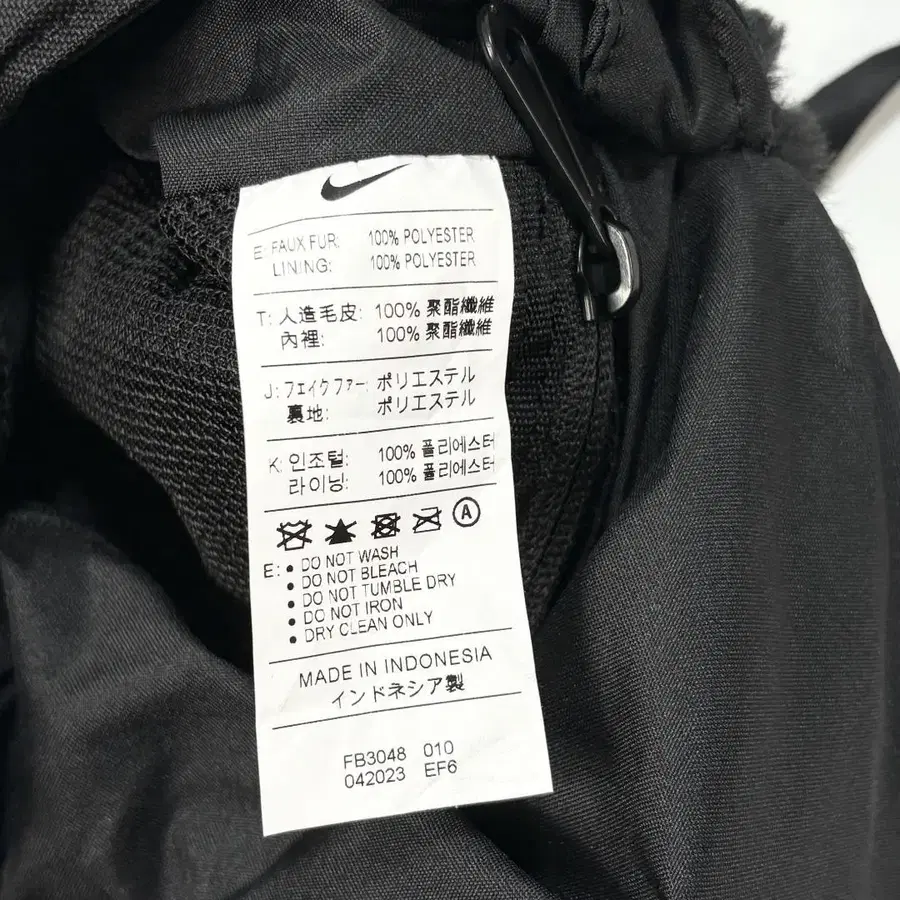 E: FAUX FUR: 100% POLYESTER
LINING: 100% POLYESTER
T: 人造毛皮: 100% 聚酯纖維
內裡: 100% 聚酯纖維
J: フェイクファー: ポリエステル
裏地: ポリエステル
K: 인조털: 100% 폴리에스터
라이닝: 100% 폴리에스터
A
E: • DO NOT WASH
• DO NOT BLEACH
• DO NOT TUMBLE DRY
• DO NOT IRON
• DRY CLEAN ONLY
MADE IN INDONESIA
インドネシア製
FB3048 010
042023 EF6